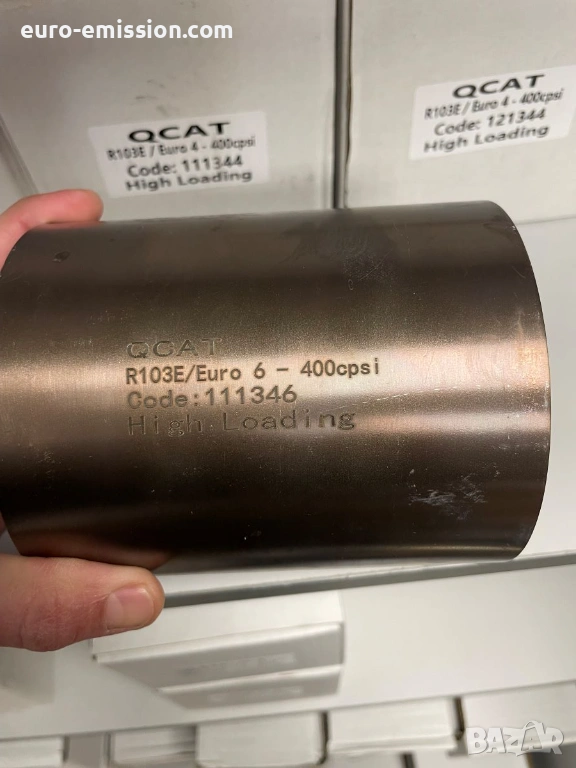 euro-emission.com
QCAT
R103E / Euro 4 - 400cpsi
Code: 111344
High Loading
QCAT
R103E / Euro 4 - 400cpsi
Code: 121344
High Loading
QCAT
R103E/Euro 6 - 400cpsi
Code:111346
High Loading
BAZAR